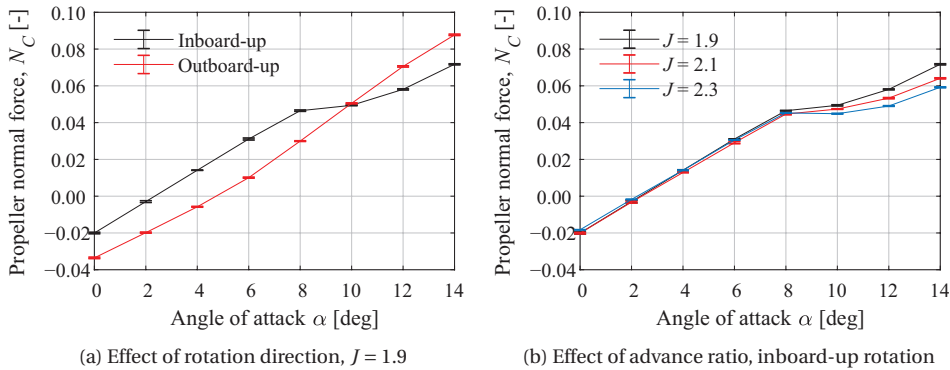 Propeller normal force, N_C [-]
0.10
0.08
0.06
0.04
0.02
0.00
−0.02
−0.04
Inboard-up
Outboard-up
0 2 4 6 8 10 12 14
Angle of attack α [deg]
(a) Effect of rotation direction, J = 1.9
Propeller normal force, N_C [-]
0.10
0.08
0.06
0.04
0.02
0.00
−0.02
−0.04
J = 1.9
J = 2.1
J = 2.3
0 2 4 6 8 10 12 14
Angle of attack α [deg]
(b) Effect of advance ratio, inboard-up rotation